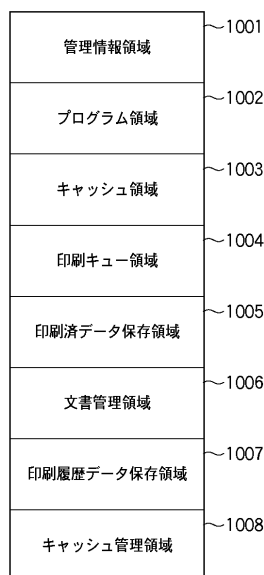 1001
管理情報領域
1002
プログラム領域
1003
キャッシュ領域
1004
印刷キュー領域
1005
印刷済データ保存領域
1006
文書管理領域
1007
印刷履歴データ保存領域
1008
キャッシュ管理領域